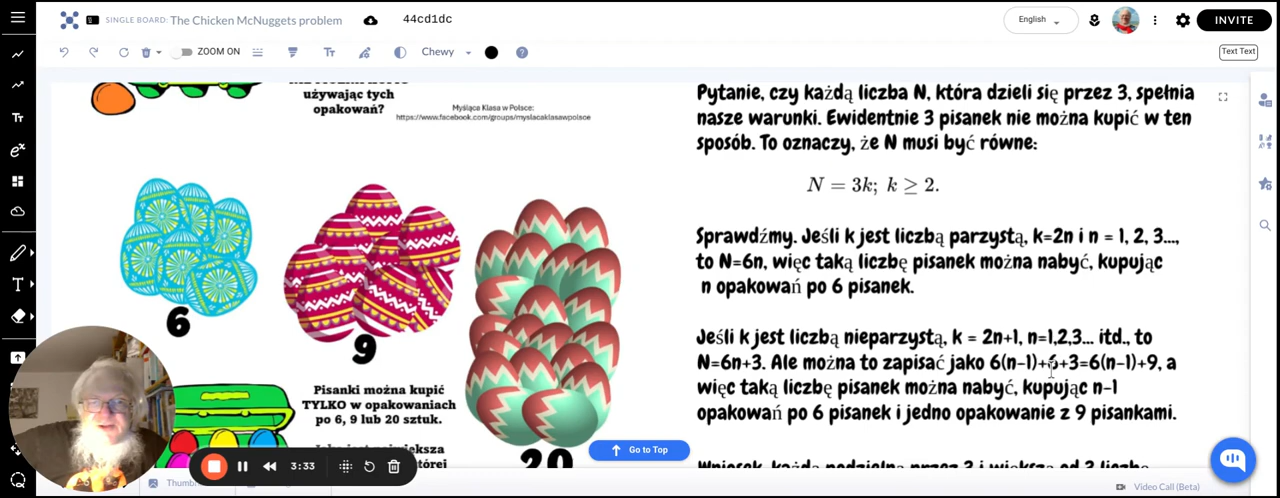 SINGLE BOARD: The Chicken McNuggets problem
44cd1dc
English
INVITE
ZOOM ON
Tт
Chewy
Text Text
używając tych
opakowań?
Myśląca Klasa w Polsce:
https://www.facebook.com/groups/myslacaklasawpolsce
6
9
20
Pisanki można kupić
TYLKO w opakowaniach
po 6, 9 lub 20 sztuk.
Pytanie, czy każdą liczba N, która dzieli się przez 3, spełnia
nasze warunki. Ewidentnie 3 pisanek nie można kupić w ten
sposób. To oznaczy, że N musi być równe:
N = 3k; k ≥ 2.
Sprawdźmy. Jeśli k jest liczbą parzystą, k=2n i n = 1, 2, 3...,
to N=6n, więc taką liczbę pisanek można nabyć, kupując
n opakowań po 6 pisanek.
Jeśli k jest liczbą nieparzystą, k = 2n+1, n=1,2,3... itd., to
N=6n+3. Ale można to zapisać jako 6(n-1)+6+3=6(n-1)+9, a
więc taką liczbę pisanek można nabyć, kupując n-1
opakowań po 6 pisanek i jedno opakowanie z 9 pisankami.
Go to Top
3:33
Video Call (Beta)